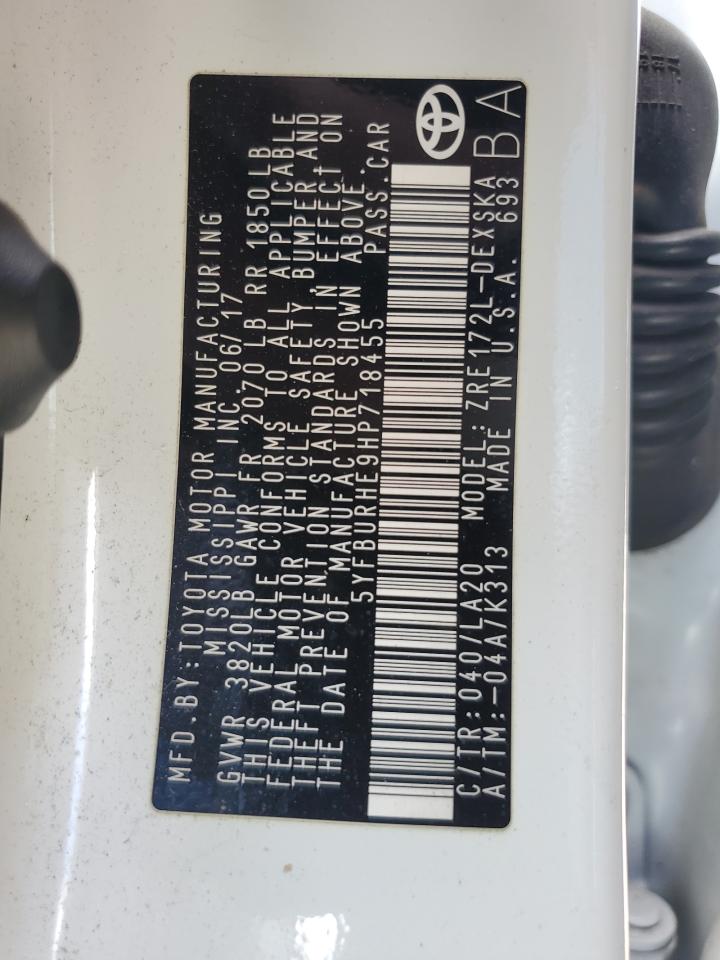 MFD.BY:TOYOTA MOTOR MANUFACTURING
MISSISSIPPI INC.06/17
GVWR 3820LB GAWR FR 2070 LB RR 1850 LB
THIS VEHICLE CONFORMS TO ALL APPLICABLE
FEDERAL MOTOR VEHICLE SAFETY BUMPER AND
THEFT PREVENTION STANDARDS IN EFFECT ON
THE DATE OF MANUFACTURE SHOWN ABOVE.
5YFBURHE9HP718455 PASS.CAR
C/TR:040/LA20 MODEL:ZRE172L-DEXSKA
A/TM:-04A/K313 MADE IN U.S.A. 693
BA